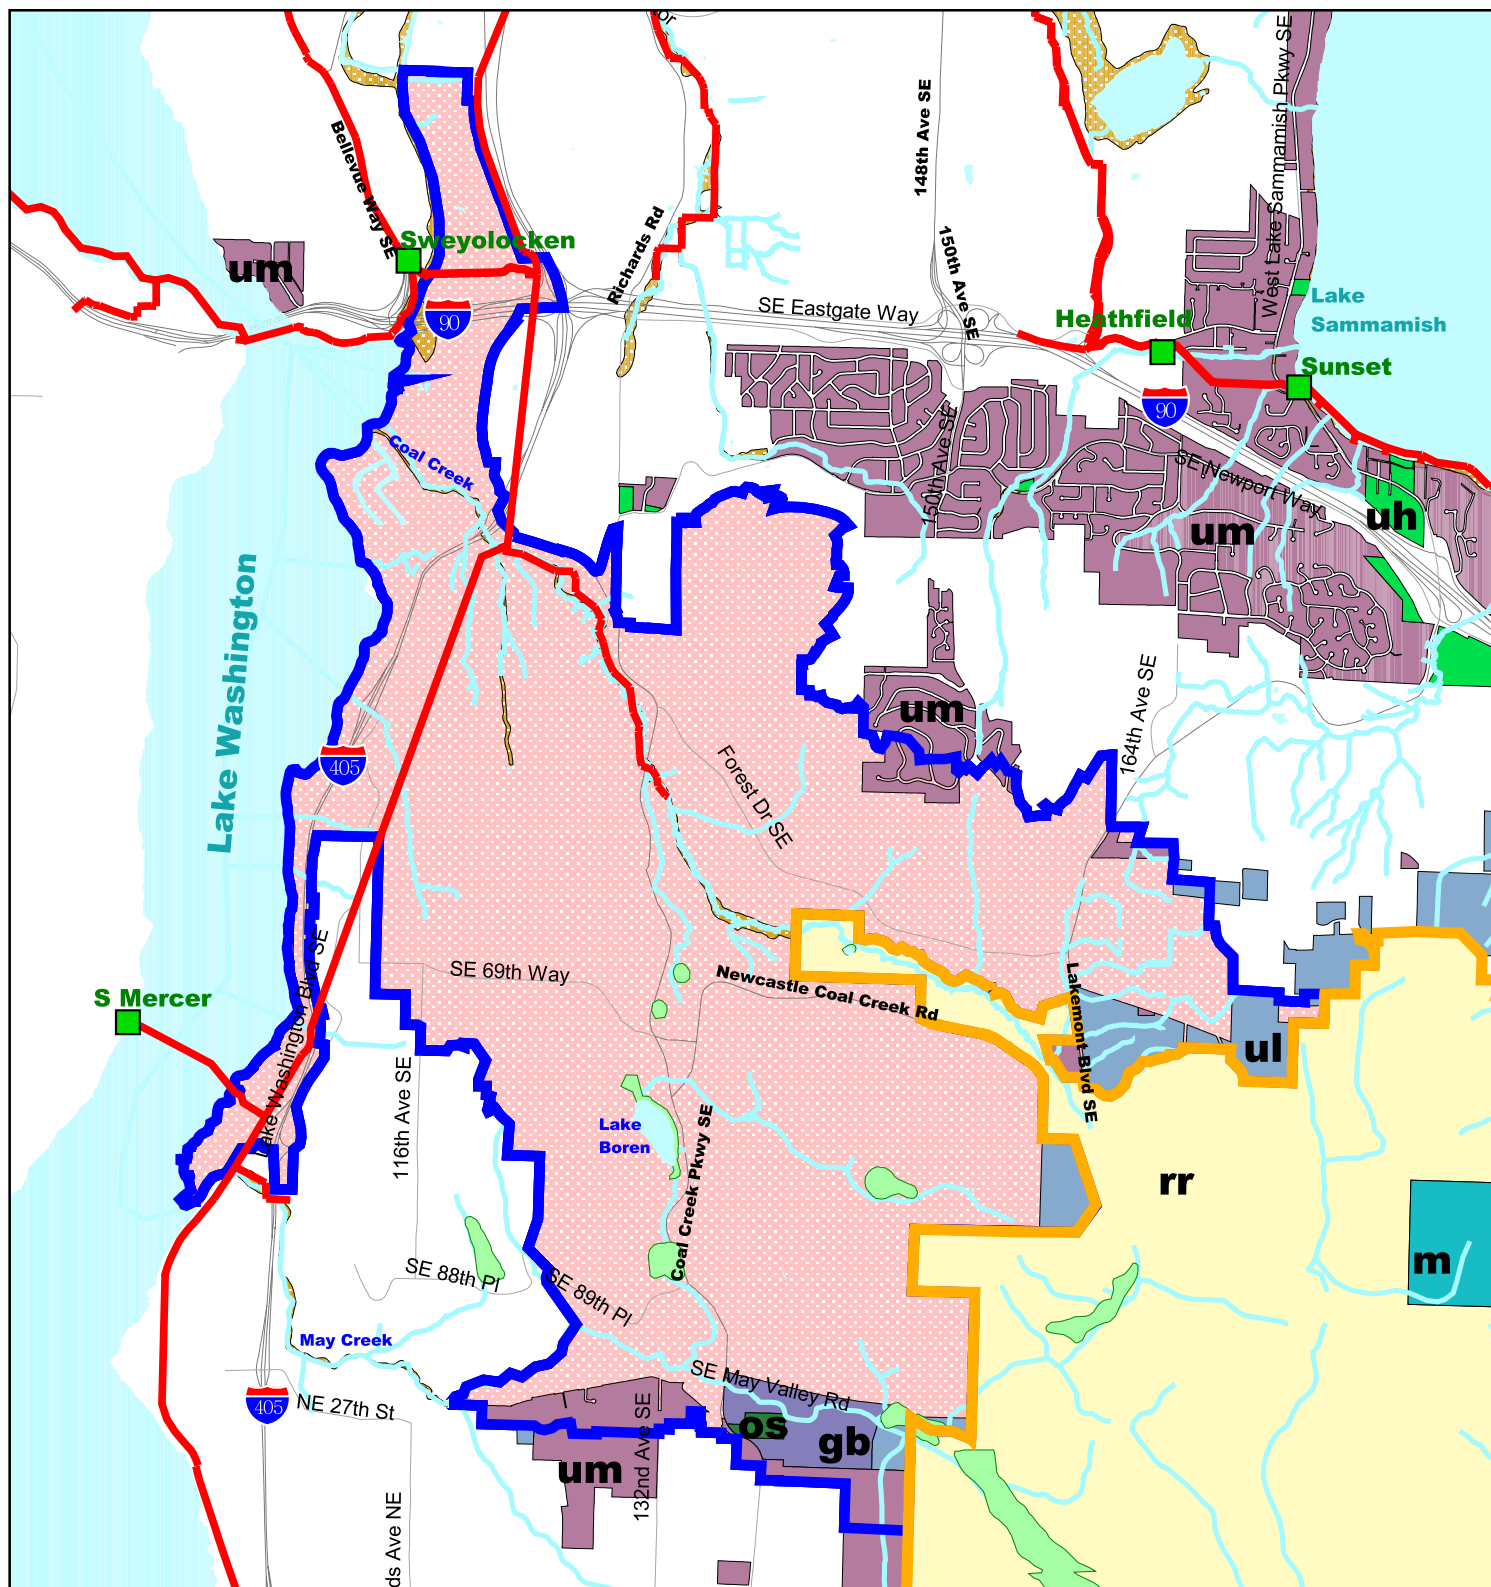 or
Bellevue Way SE
Sweyolocken
um
90
Richards Rd
148th Ave SE
150th Ave SE
SE Eastgate Way
West Lake Sammamish Pkwy SE
Lake
Sammamish
Heathfield
Sunset
90
Coal Creek
150th Ave SE
SE Newport Way
um
uh
Lake Washington
um
164th Ave SE
405
Forest Dr SE
SE 69th Way
Newcastle Coal Creek Rd
S Mercer
Lake Washington Blvd SE
Lakemont Blvd SE
ul
116th Ave SE
Lake
Boren
Coal Creek Pkwy SE
rr
m
SE 88th Pl
SE 89th Pl
May Creek
SE May Valley Rd
405
NE 27th St
132nd Ave SE
os
gb
um
ds Ave NE